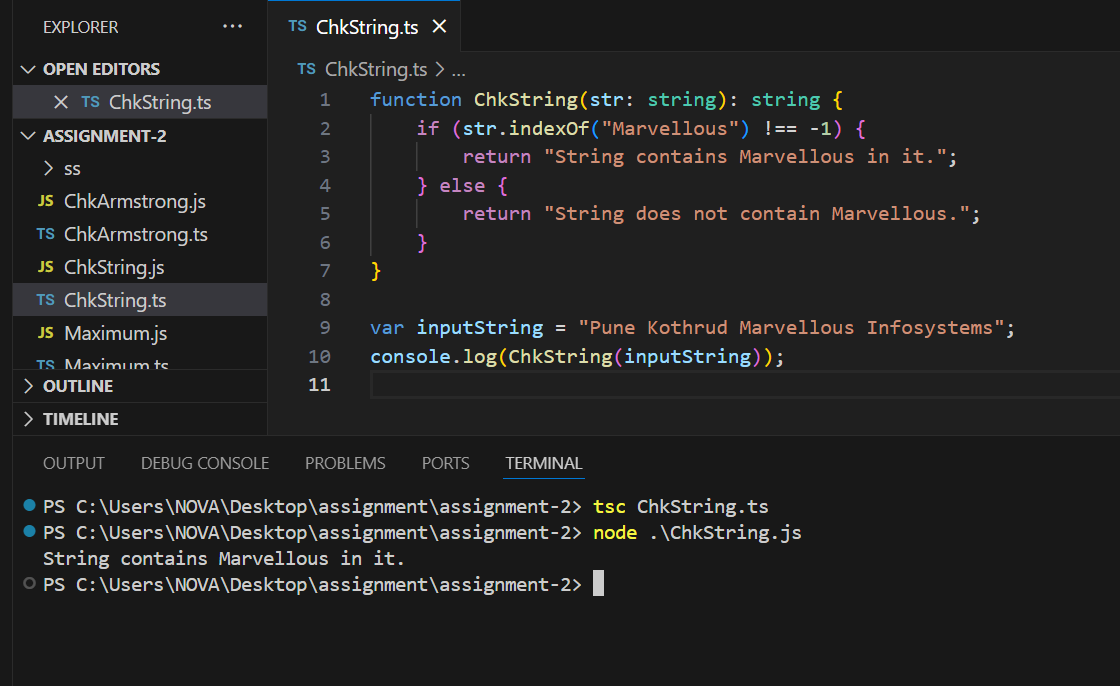 EXPLORER ...
OPEN EDITORS
TS ChkString.ts
ASSIGNMENT-2
ss
JS ChkArmstrong.js
TS ChkArmstrong.ts
JS ChkString.js
TS ChkString.ts
JS Maximum.js
TS Maximum.ts
OUTLINE
TIMELINE
TS ChkString.ts
TS ChkString.ts > ...
1 function ChkString(str: string): string {
2     if (str.indexOf("Marvellous") !== -1) {
3         return "String contains Marvellous in it.";
4     } else {
5         return "String does not contain Marvellous.";
6     }
7 }
8
9 var inputString = "Pune Kothrud Marvellous Infosystems";
10 console.log(ChkString(inputString));
11
OUTPUT DEBUG CONSOLE PROBLEMS PORTS TERMINAL
PS C:\Users\NOVA\Desktop\assignment\assignment-2> tsc ChkString.ts
PS C:\Users\NOVA\Desktop\assignment\assignment-2> node .\ChkString.js
String contains Marvellous in it.
PS C:\Users\NOVA\Desktop\assignment\assignment-2>